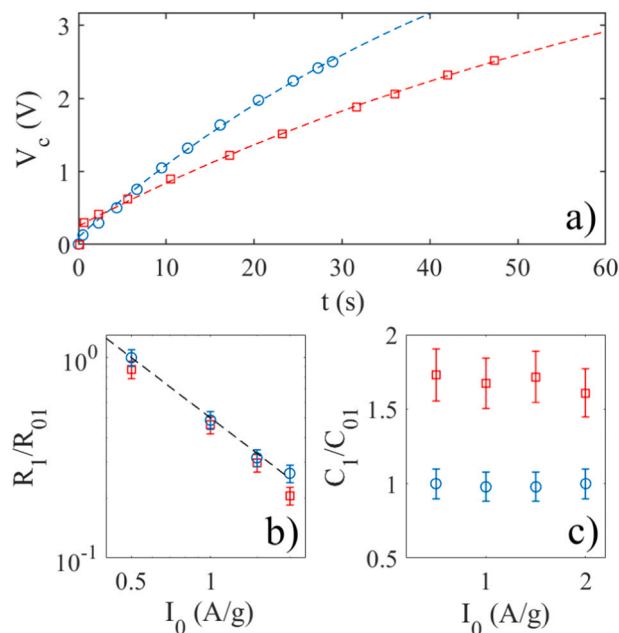 3
2
1
0
V_c (V)
0 10 20 30 40 50 60
t (s)
a)
10^0
10^-1
R_1/R_01
0.5 1
I_0 (A/g)
b)
2
1.5
1
0.5
C_1/C_01
1 2
I_0 (A/g)
c)